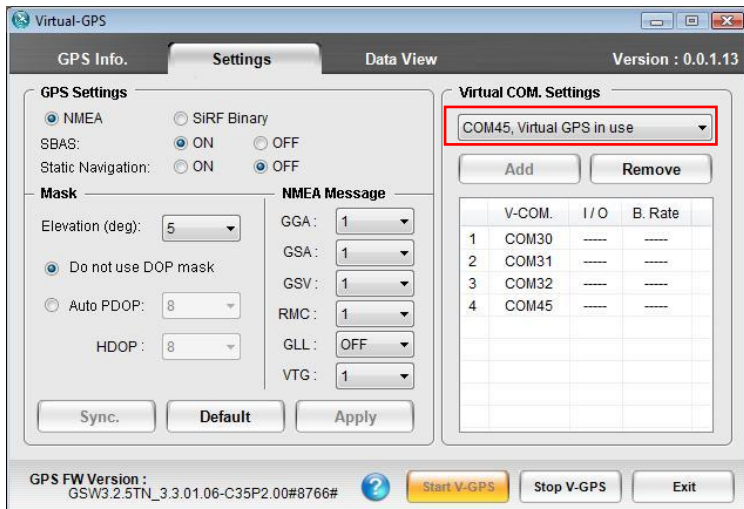 Virtual-GPS
GPS Info. Settings Data View Version : 0.0.1.13
GPS Settings
NMEA SiRF Binary
SBAS: ON OFF
Static Navigation: ON OFF
Mask
Elevation (deg): 5
Do not use DOP mask
Auto PDOP: 8
HDOP : 8
NMEA Message
GGA : 1
GSA : 1
GSV : 1
RMC : 1
GLL : OFF
VTG : 1
Sync. Default Apply
Virtual COM. Settings
COM45, Virtual GPS in use
Add Remove
V-COM. I / O B. Rate
1 COM30 ----- -----
2 COM31 ----- -----
3 COM32 ----- -----
4 COM45 ----- -----
GPS FW Version :
GSW3.2.5TN_3.3.01.06-C35P2.00#8766#
? Start V-GPS Stop V-GPS Exit